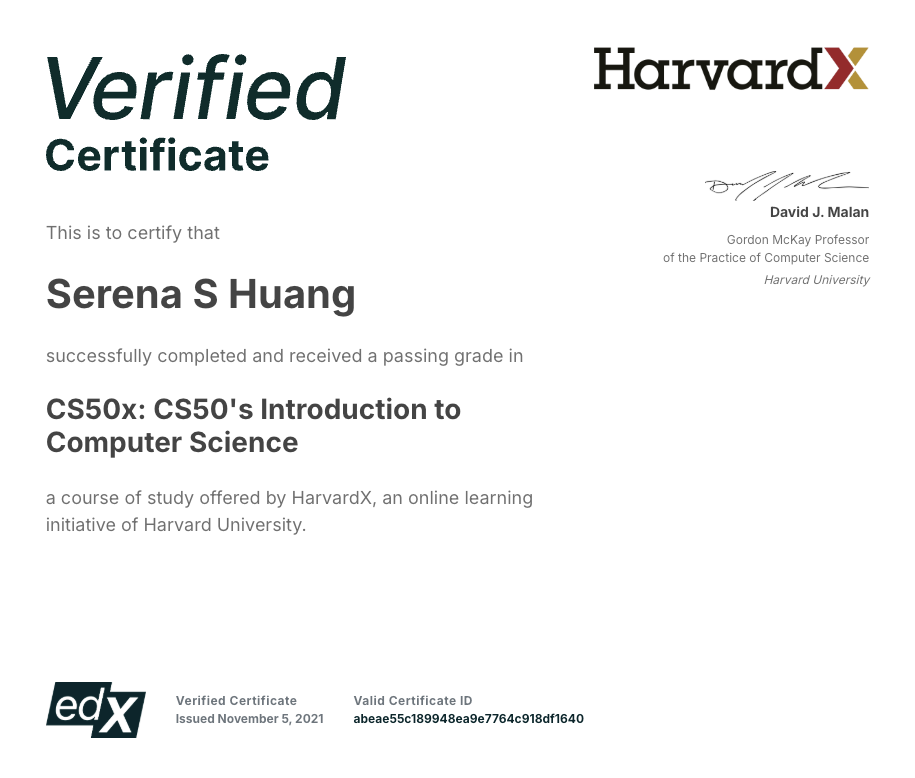 Verified
Certificate
HarvardX
David J. Malan
Gordon McKay Professor
of the Practice of Computer Science
Harvard University
This is to certify that
Serena S Huang
successfully completed and received a passing grade in
CS50x: CS50's Introduction to
Computer Science
a course of study offered by HarvardX, an online learning
initiative of Harvard University.
edX
Verified Certificate
Issued November 5, 2021
Valid Certificate ID
abeae55c189948ea9e7764c918df1640